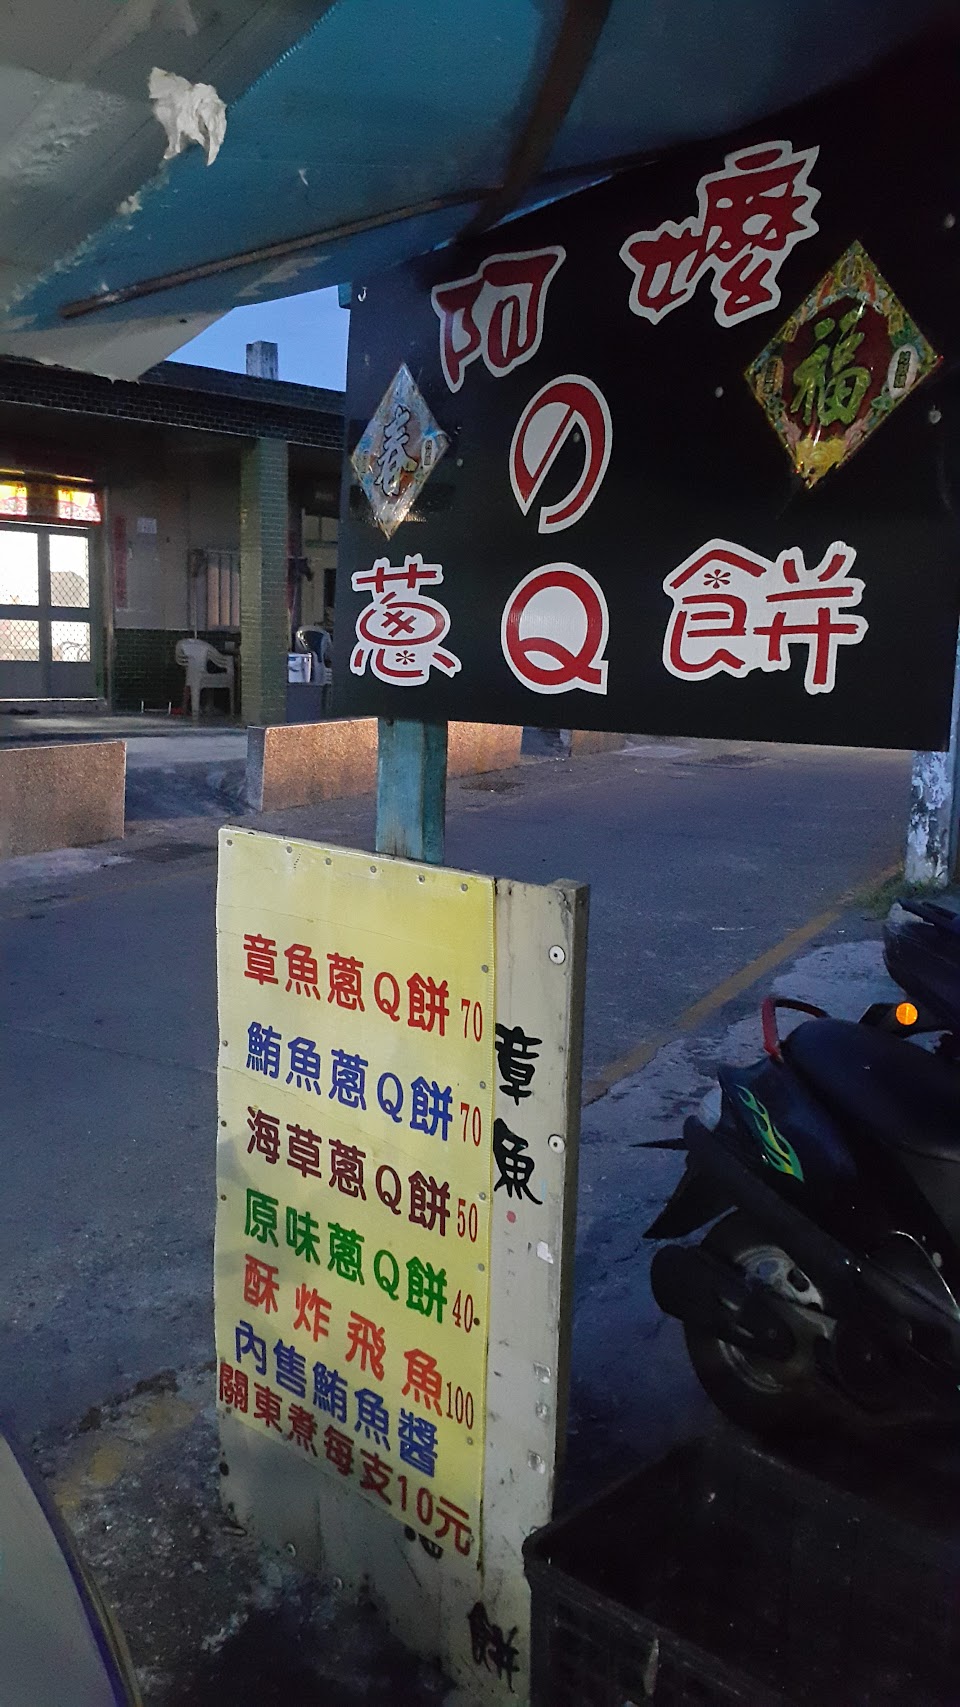 阿嬤
の
蔥Q餅
春
福
章魚蔥Q餅70
鮪魚蔥Q餅70
海草蔥Q餅50
原味蔥Q餅40
酥炸飛魚100
內售鮪魚醬
關東煮每支10元
章魚
餅